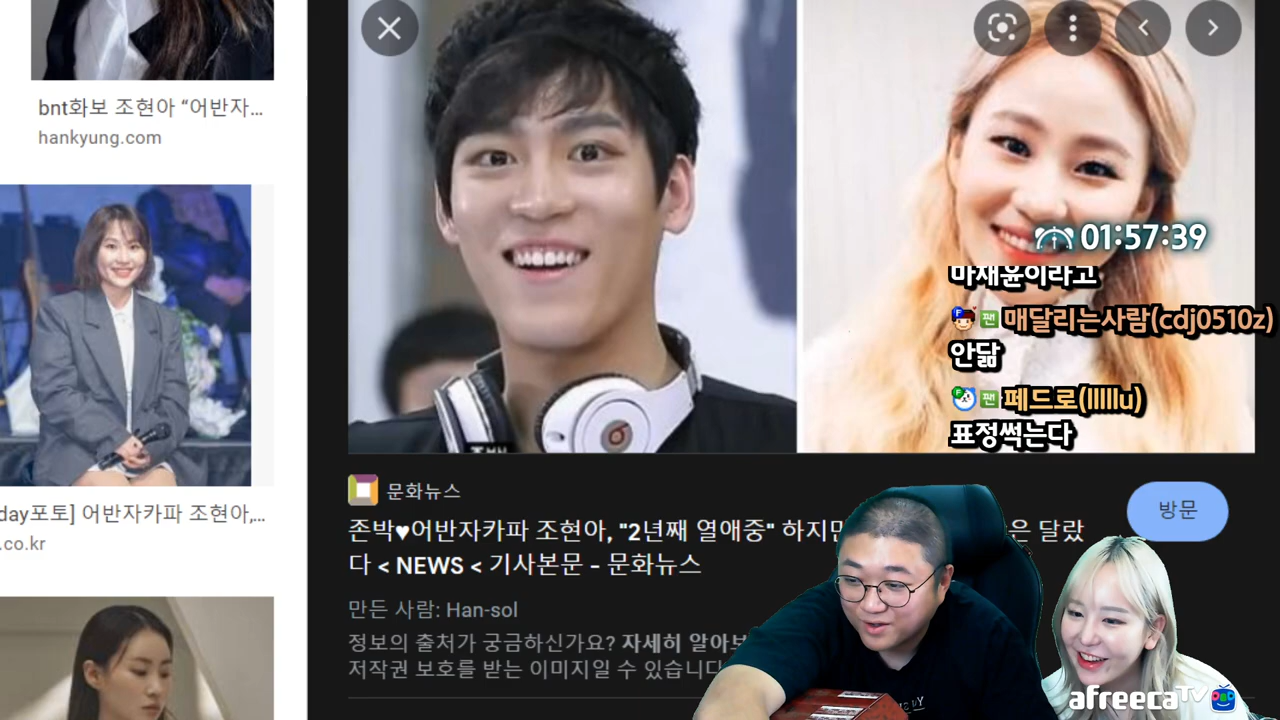 bnt화보 조현아 “어반자...
hankyung.com
day포토] 어반자카파 조현아,...
.co.kr
01:57:39
마재윤이라고
매달리는사람(cdj0510z)
안닮
페드로(lllllu)
표정썩는다
문화뉴스
방문
존박♥어반자카파 조현아, "2년째 열애중" 하지만 은 달랐
다 < NEWS < 기사본문 - 문화뉴스
만든 사람: Han-sol
정보의 출처가 궁금하신가요? 자세히 알아보
저작권 보호를 받는 이미지일 수 있습니다
afreecaTV